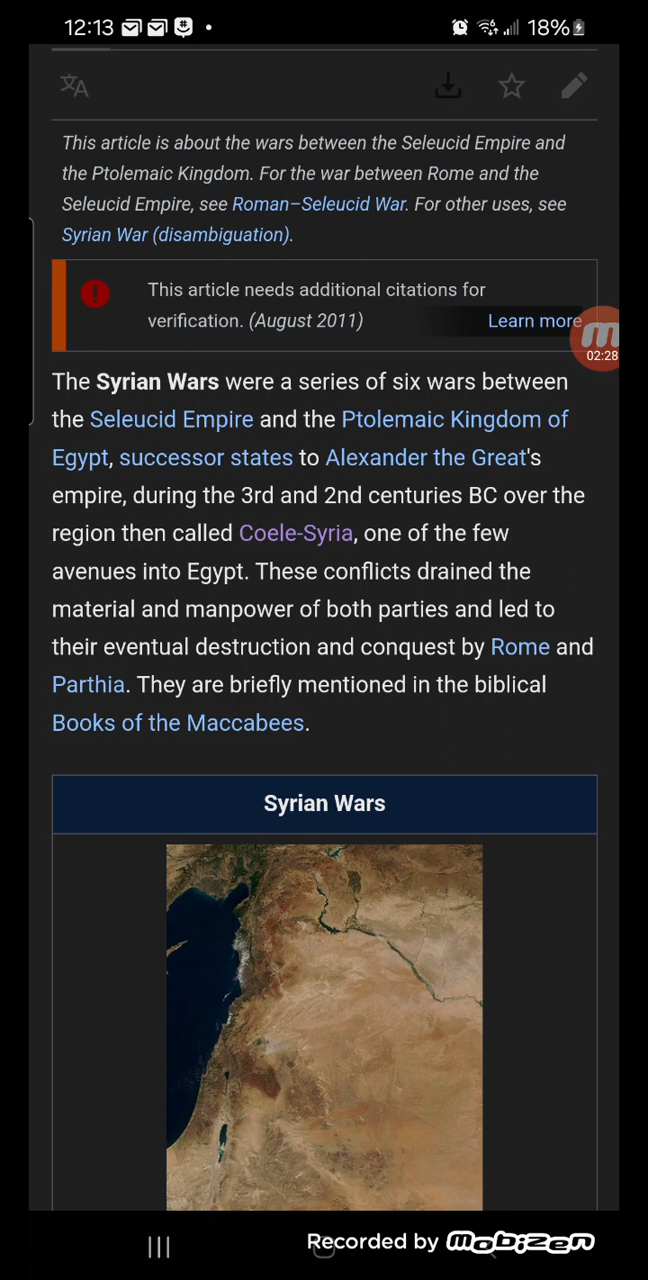 12:13
18%
This article is about the wars between the Seleucid Empire and
the Ptolemaic Kingdom. For the war between Rome and the
Seleucid Empire, see Roman–Seleucid War. For other uses, see
Syrian War (disambiguation).
This article needs additional citations for
verification. (August 2011)
Learn more
02:28
The Syrian Wars were a series of six wars between
the Seleucid Empire and the Ptolemaic Kingdom of
Egypt, successor states to Alexander the Great's
empire, during the 3rd and 2nd centuries BC over the
region then called Coele-Syria, one of the few
avenues into Egypt. These conflicts drained the
material and manpower of both parties and led to
their eventual destruction and conquest by Rome and
Parthia. They are briefly mentioned in the biblical
Books of the Maccabees.
Syrian Wars
Recorded by mobizen